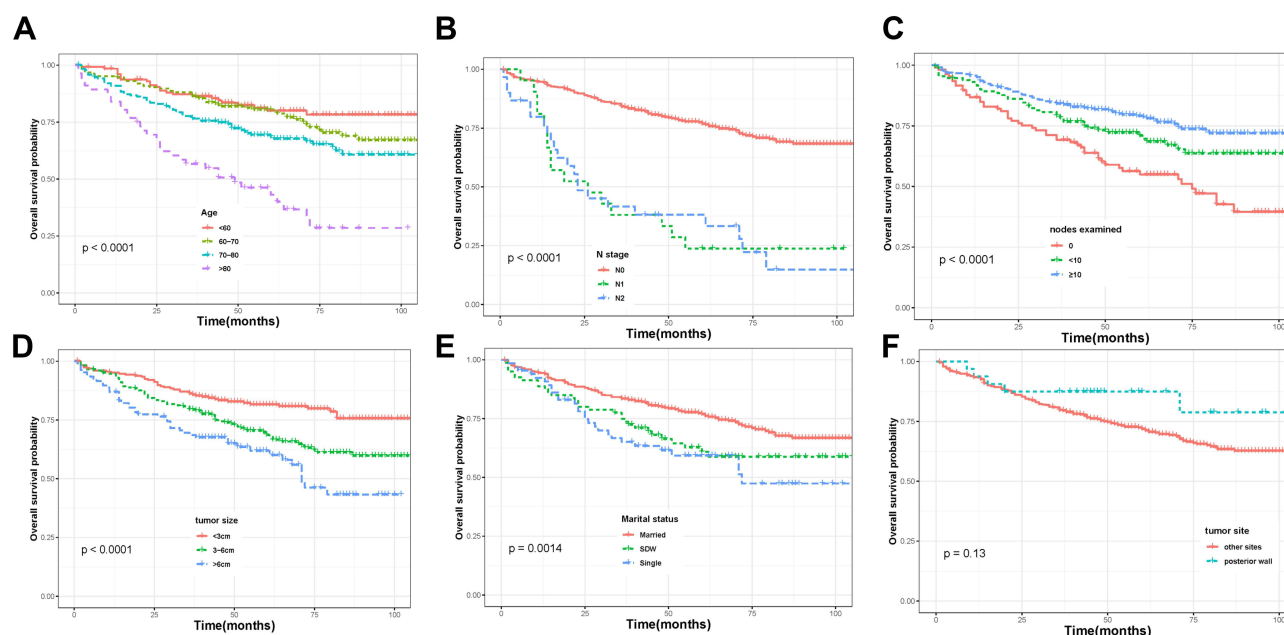 A
Overall survival probability
1.00
0.75
0.50
0.25
0.00
Age
<60
60–70
70–80
>80
p < 0.0001
0
25
50
75
100
Time(months)
B
Overall survival probability
1.00
0.75
0.50
0.25
0.00
N stage
N0
N1
N2
p < 0.0001
0
25
50
75
100
Time(months)
C
Overall survival probability
1.00
0.75
0.50
0.25
0.00
nodes examined
0
<10
≥10
p < 0.0001
0
25
50
75
100
Time(months)
D
Overall survival probability
1.00
0.75
0.50
0.25
0.00
tumor size
<3cm
3–6cm
>6cm
p < 0.0001
0
25
50
75
100
Time(months)
E
Overall survival probability
1.00
0.75
0.50
0.25
0.00
Marital status
Married
SDW
Single
p = 0.0014
0
25
50
75
100
Time(months)
F
Overall survival probability
1.00
0.75
0.50
0.25
0.00
tumor site
other sites
posterior wall
p = 0.13
0
25
50
75
100
Time(months)